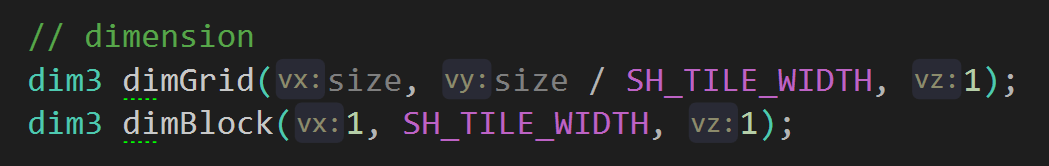 // dimension
dim3 dimGrid(vx:size, vy:size / SH_TILE_WIDTH, vz:1);
dim3 dimBlock(vx:1, SH_TILE_WIDTH, vz:1);